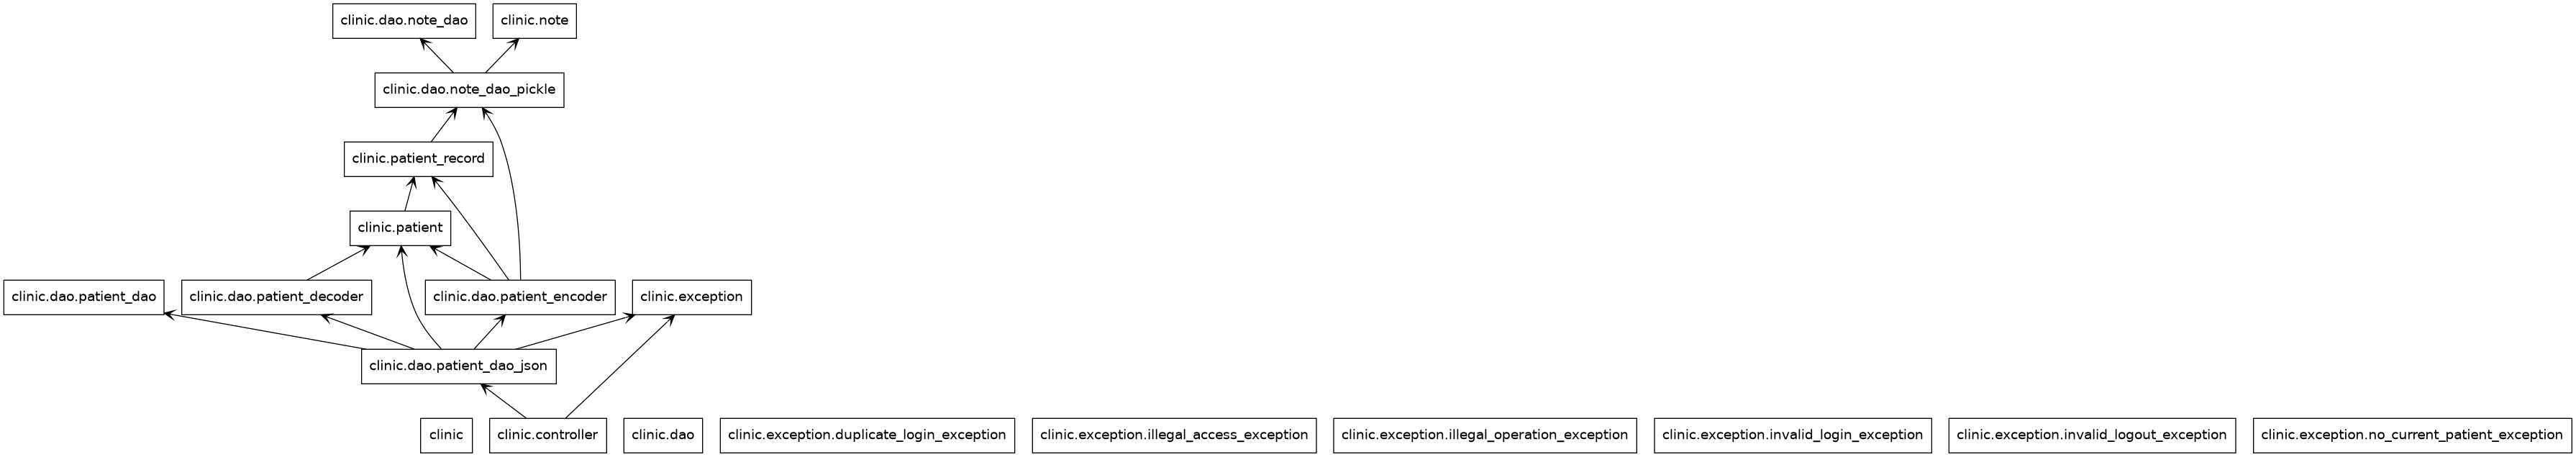 clinic.dao.note_dao
clinic.note
clinic.dao.note_dao_pickle
clinic.patient_record
clinic.patient
clinic.dao.patient_dao
clinic.dao.patient_decoder
clinic.dao.patient_encoder
clinic.exception
clinic.dao.patient_dao_json
clinic
clinic.controller
clinic.dao
clinic.exception.duplicate_login_exception
clinic.exception.illegal_access_exception
clinic.exception.illegal_operation_exception
clinic.exception.invalid_login_exception
clinic.exception.invalid_logout_exception
clinic.exception.no_current_patient_exception